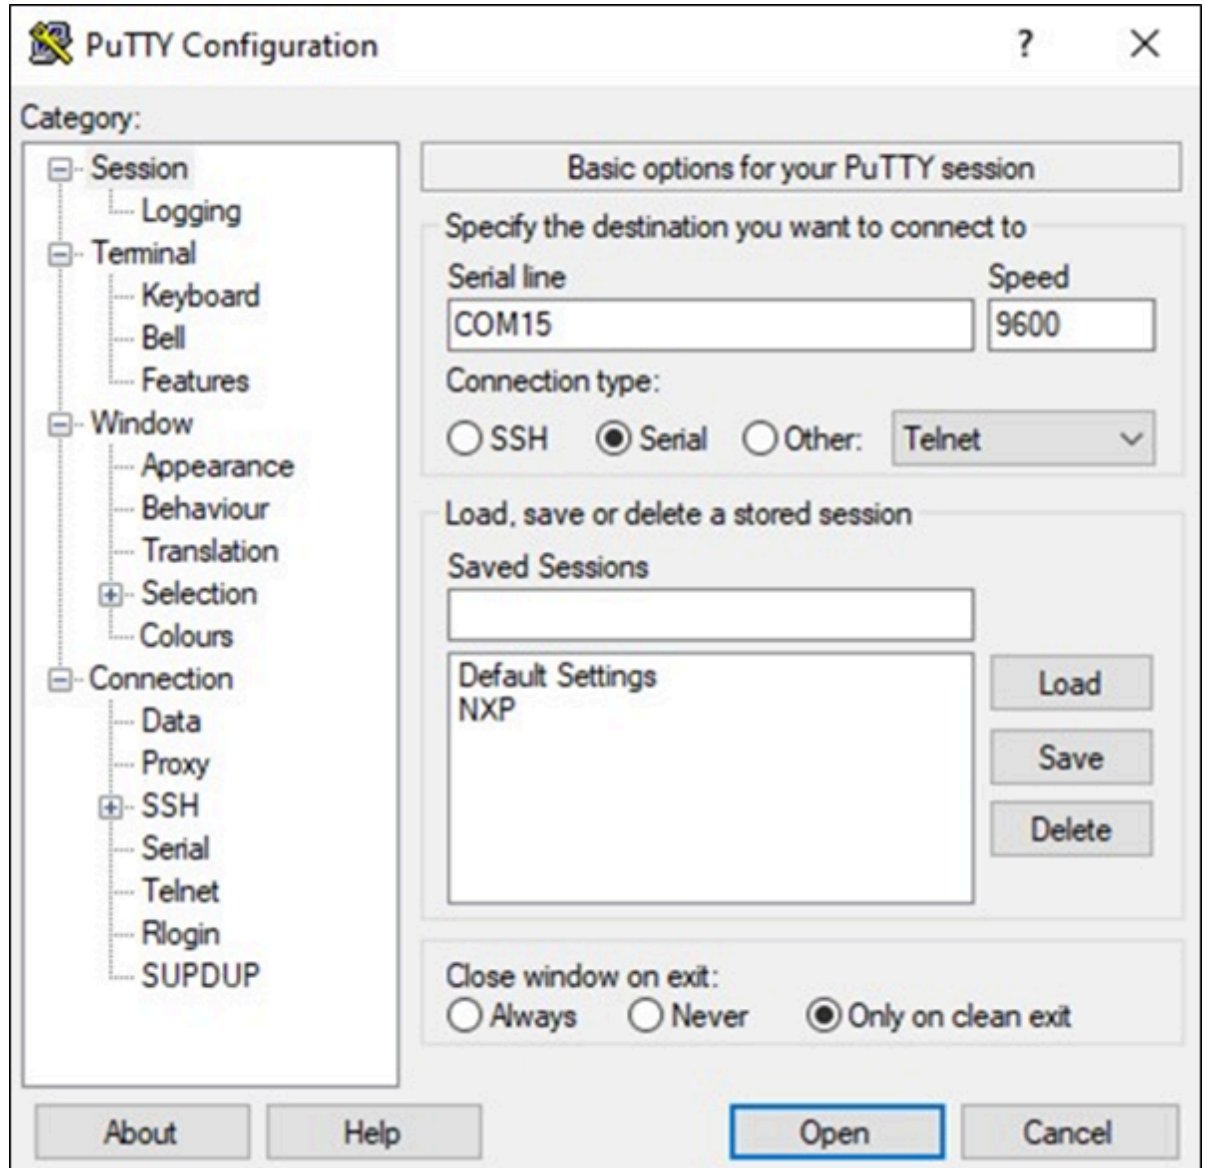 PuTTY Configuration ? ×
Category:
Session
Logging
Terminal
Keyboard
Bell
Features
Window
Appearance
Behaviour
Translation
Selection
Colours
Connection
Data
Proxy
SSH
Serial
Telnet
Rlogin
SUPDUP
Basic options for your PuTTY session
Specify the destination you want to connect to
Serial line Speed
COM15 9600
Connection type:
SSH Serial Other: Telnet
Load, save or delete a stored session
Saved Sessions
Default Settings
NXP
Load
Save
Delete
Close window on exit:
Always Never Only on clean exit
About Help Open Cancel